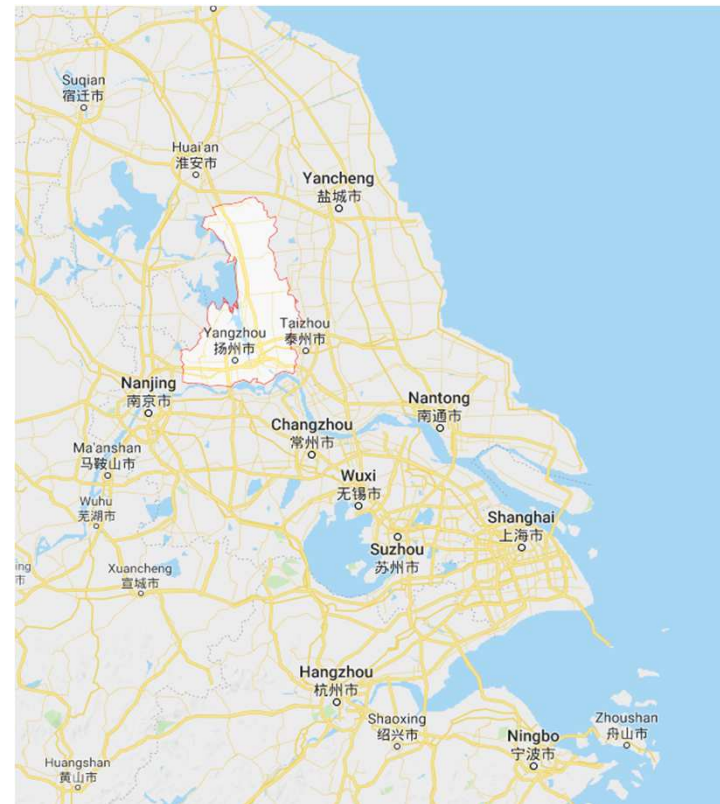 Suqian
宿迁市
Huai'an
淮安市
Yancheng
盐城市
Yangzhou
扬州市
Taizhou
泰州市
Nanjing
南京市
Nantong
南通市
Changzhou
常州市
Ma'anshan
马鞍山市
Wuxi
无锡市
Wuhu
芜湖市
Shanghai
上海市
Suzhou
苏州市
ing
市
Xuancheng
宣城市
Hangzhou
杭州市
Shaoxing
绍兴市
Zhoushan
舟山市
Ningbo
宁波市
Huangshan
黄山市